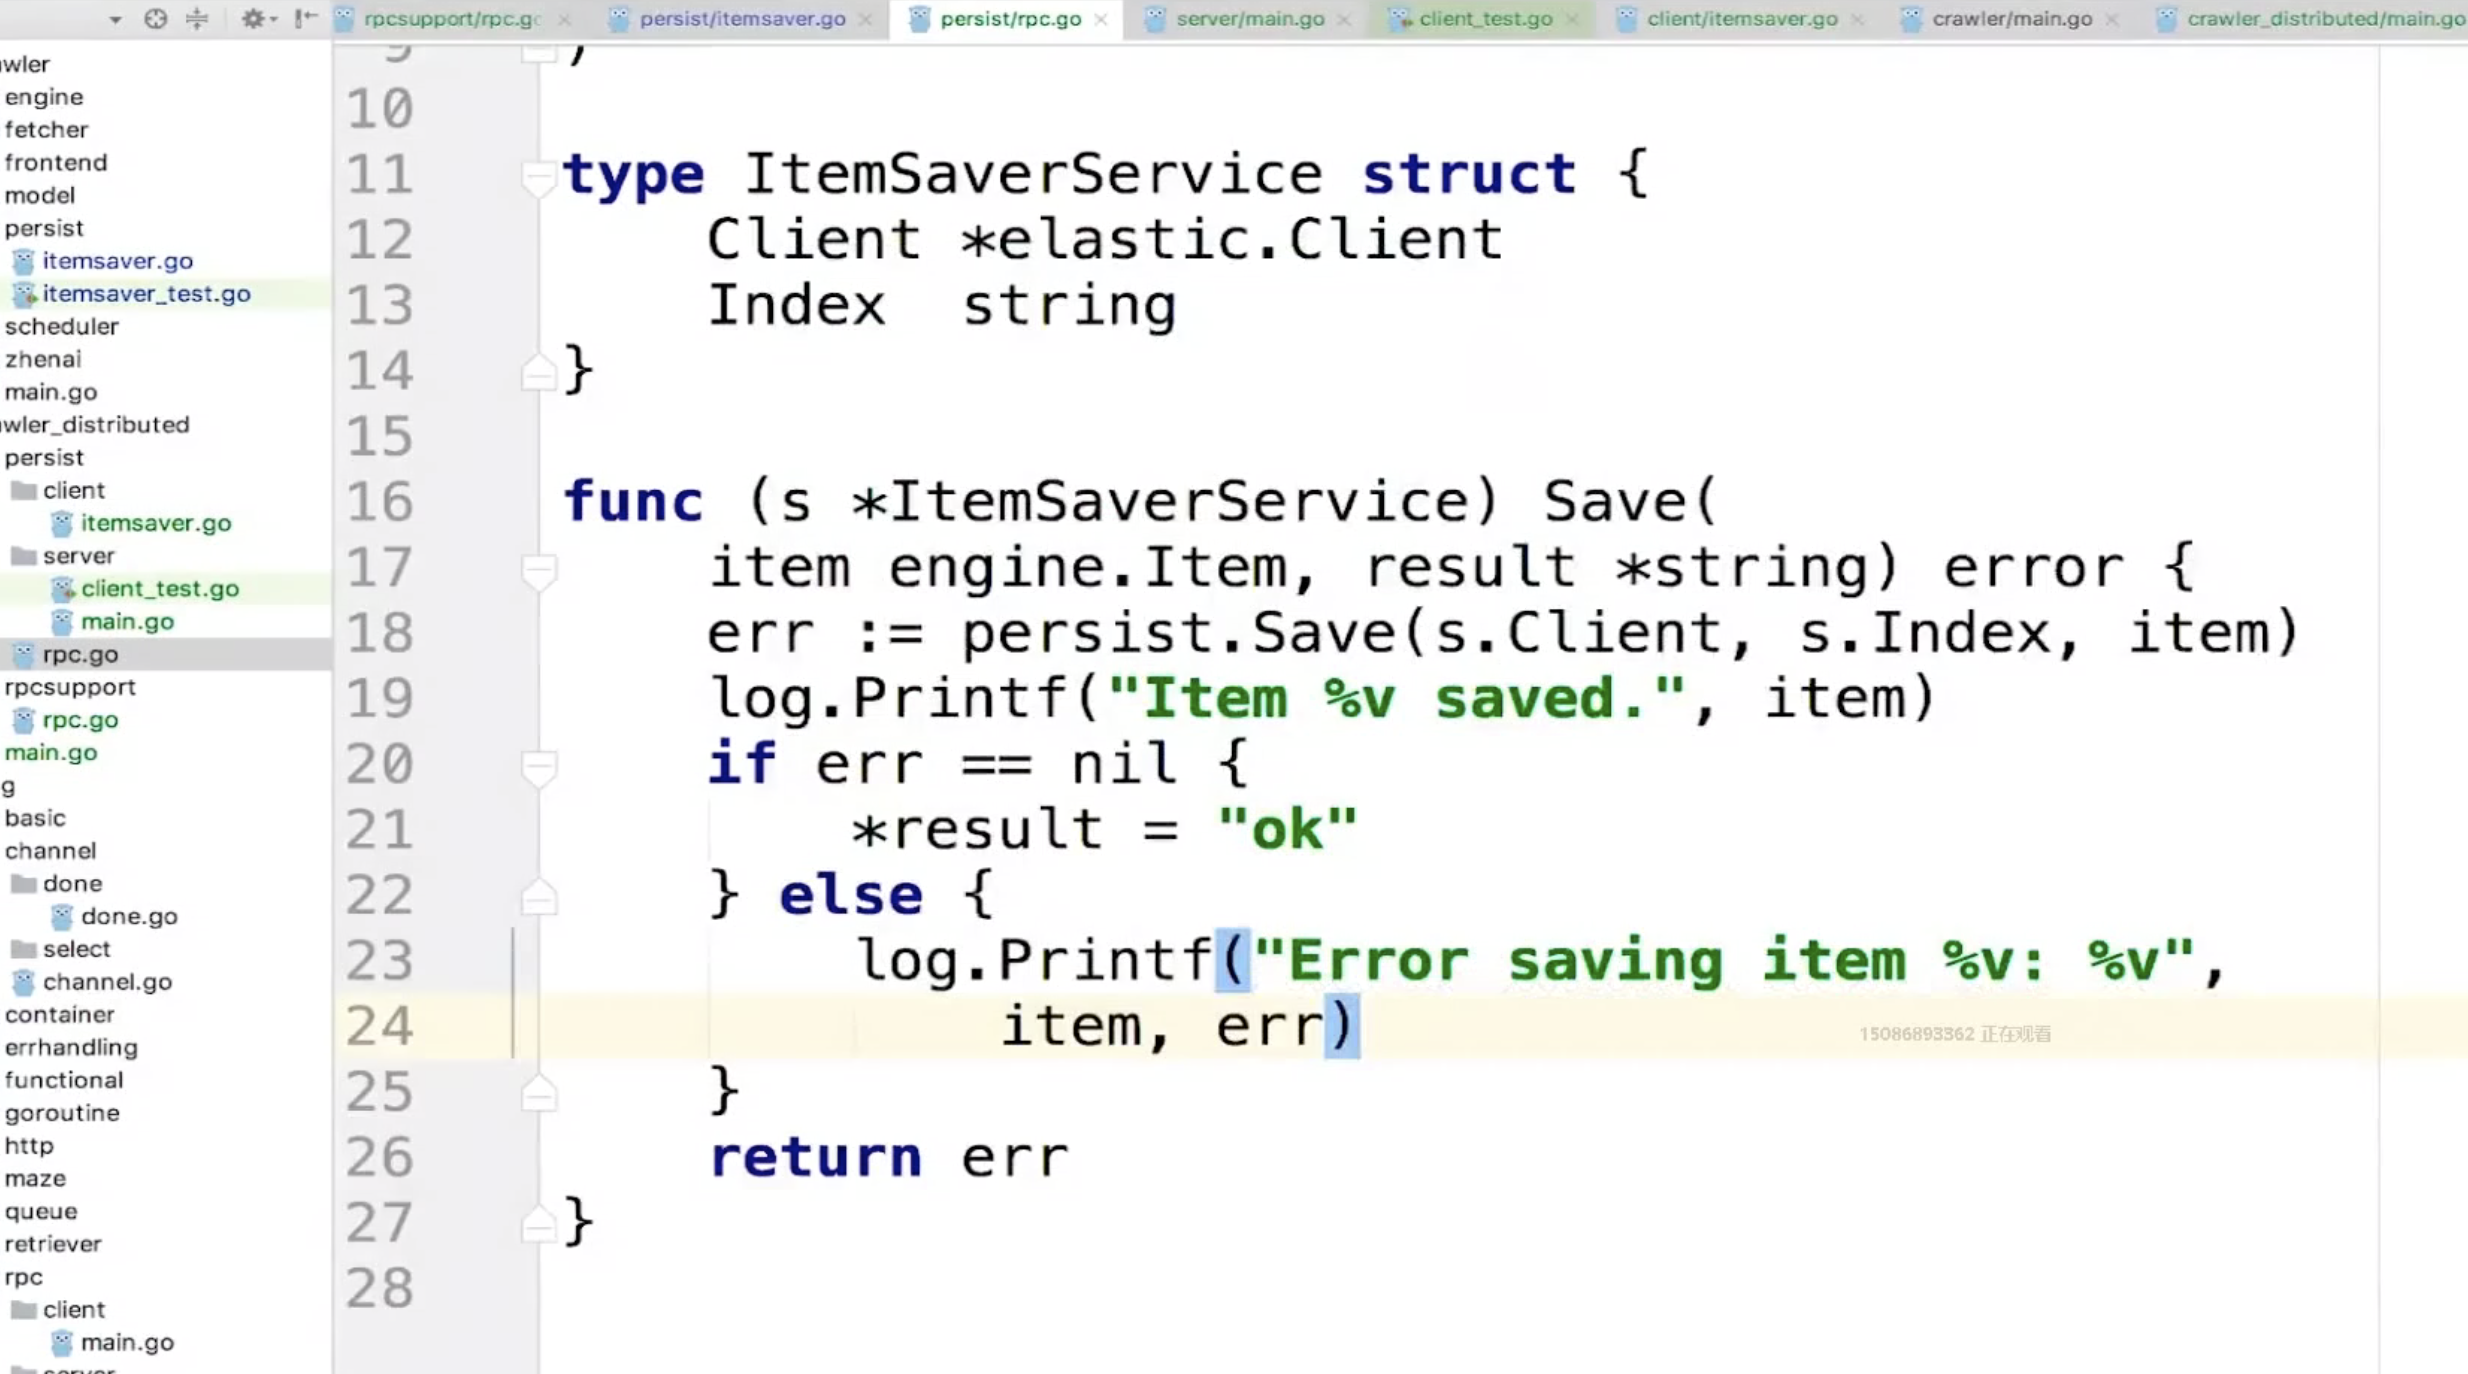 rpcsupport/rpc.go persist/itemsaver.go persist/rpc.go server/main.go client_test.go client/itemsaver.go crawler/main.go crawler_distributed/main.go
wler
engine
fetcher
frontend
model
persist
itemsaver.go
itemsaver_test.go
scheduler
zhenai
main.go
wler_distributed
persist
client
itemsaver.go
server
client_test.go
main.go
rpc.go
rpcsupport
rpc.go
main.go
g
basic
channel
done
done.go
select
channel.go
container
errhandling
functional
goroutine
http
maze
queue
retriever
rpc
client
main.go
server
9 )
10
11 type ItemSaverService struct {
12 Client *elastic.Client
13 Index string
14 }
15
16 func (s *ItemSaverService) Save(
17 item engine.Item, result *string) error {
18 err := persist.Save(s.Client, s.Index, item)
19 log.Printf("Item %v saved.", item)
20 if err == nil {
21 *result = "ok"
22 } else {
23 log.Printf("Error saving item %v: %v",
24 item, err)
15086893362 正在观看
25 }
26 return err
27 }
28